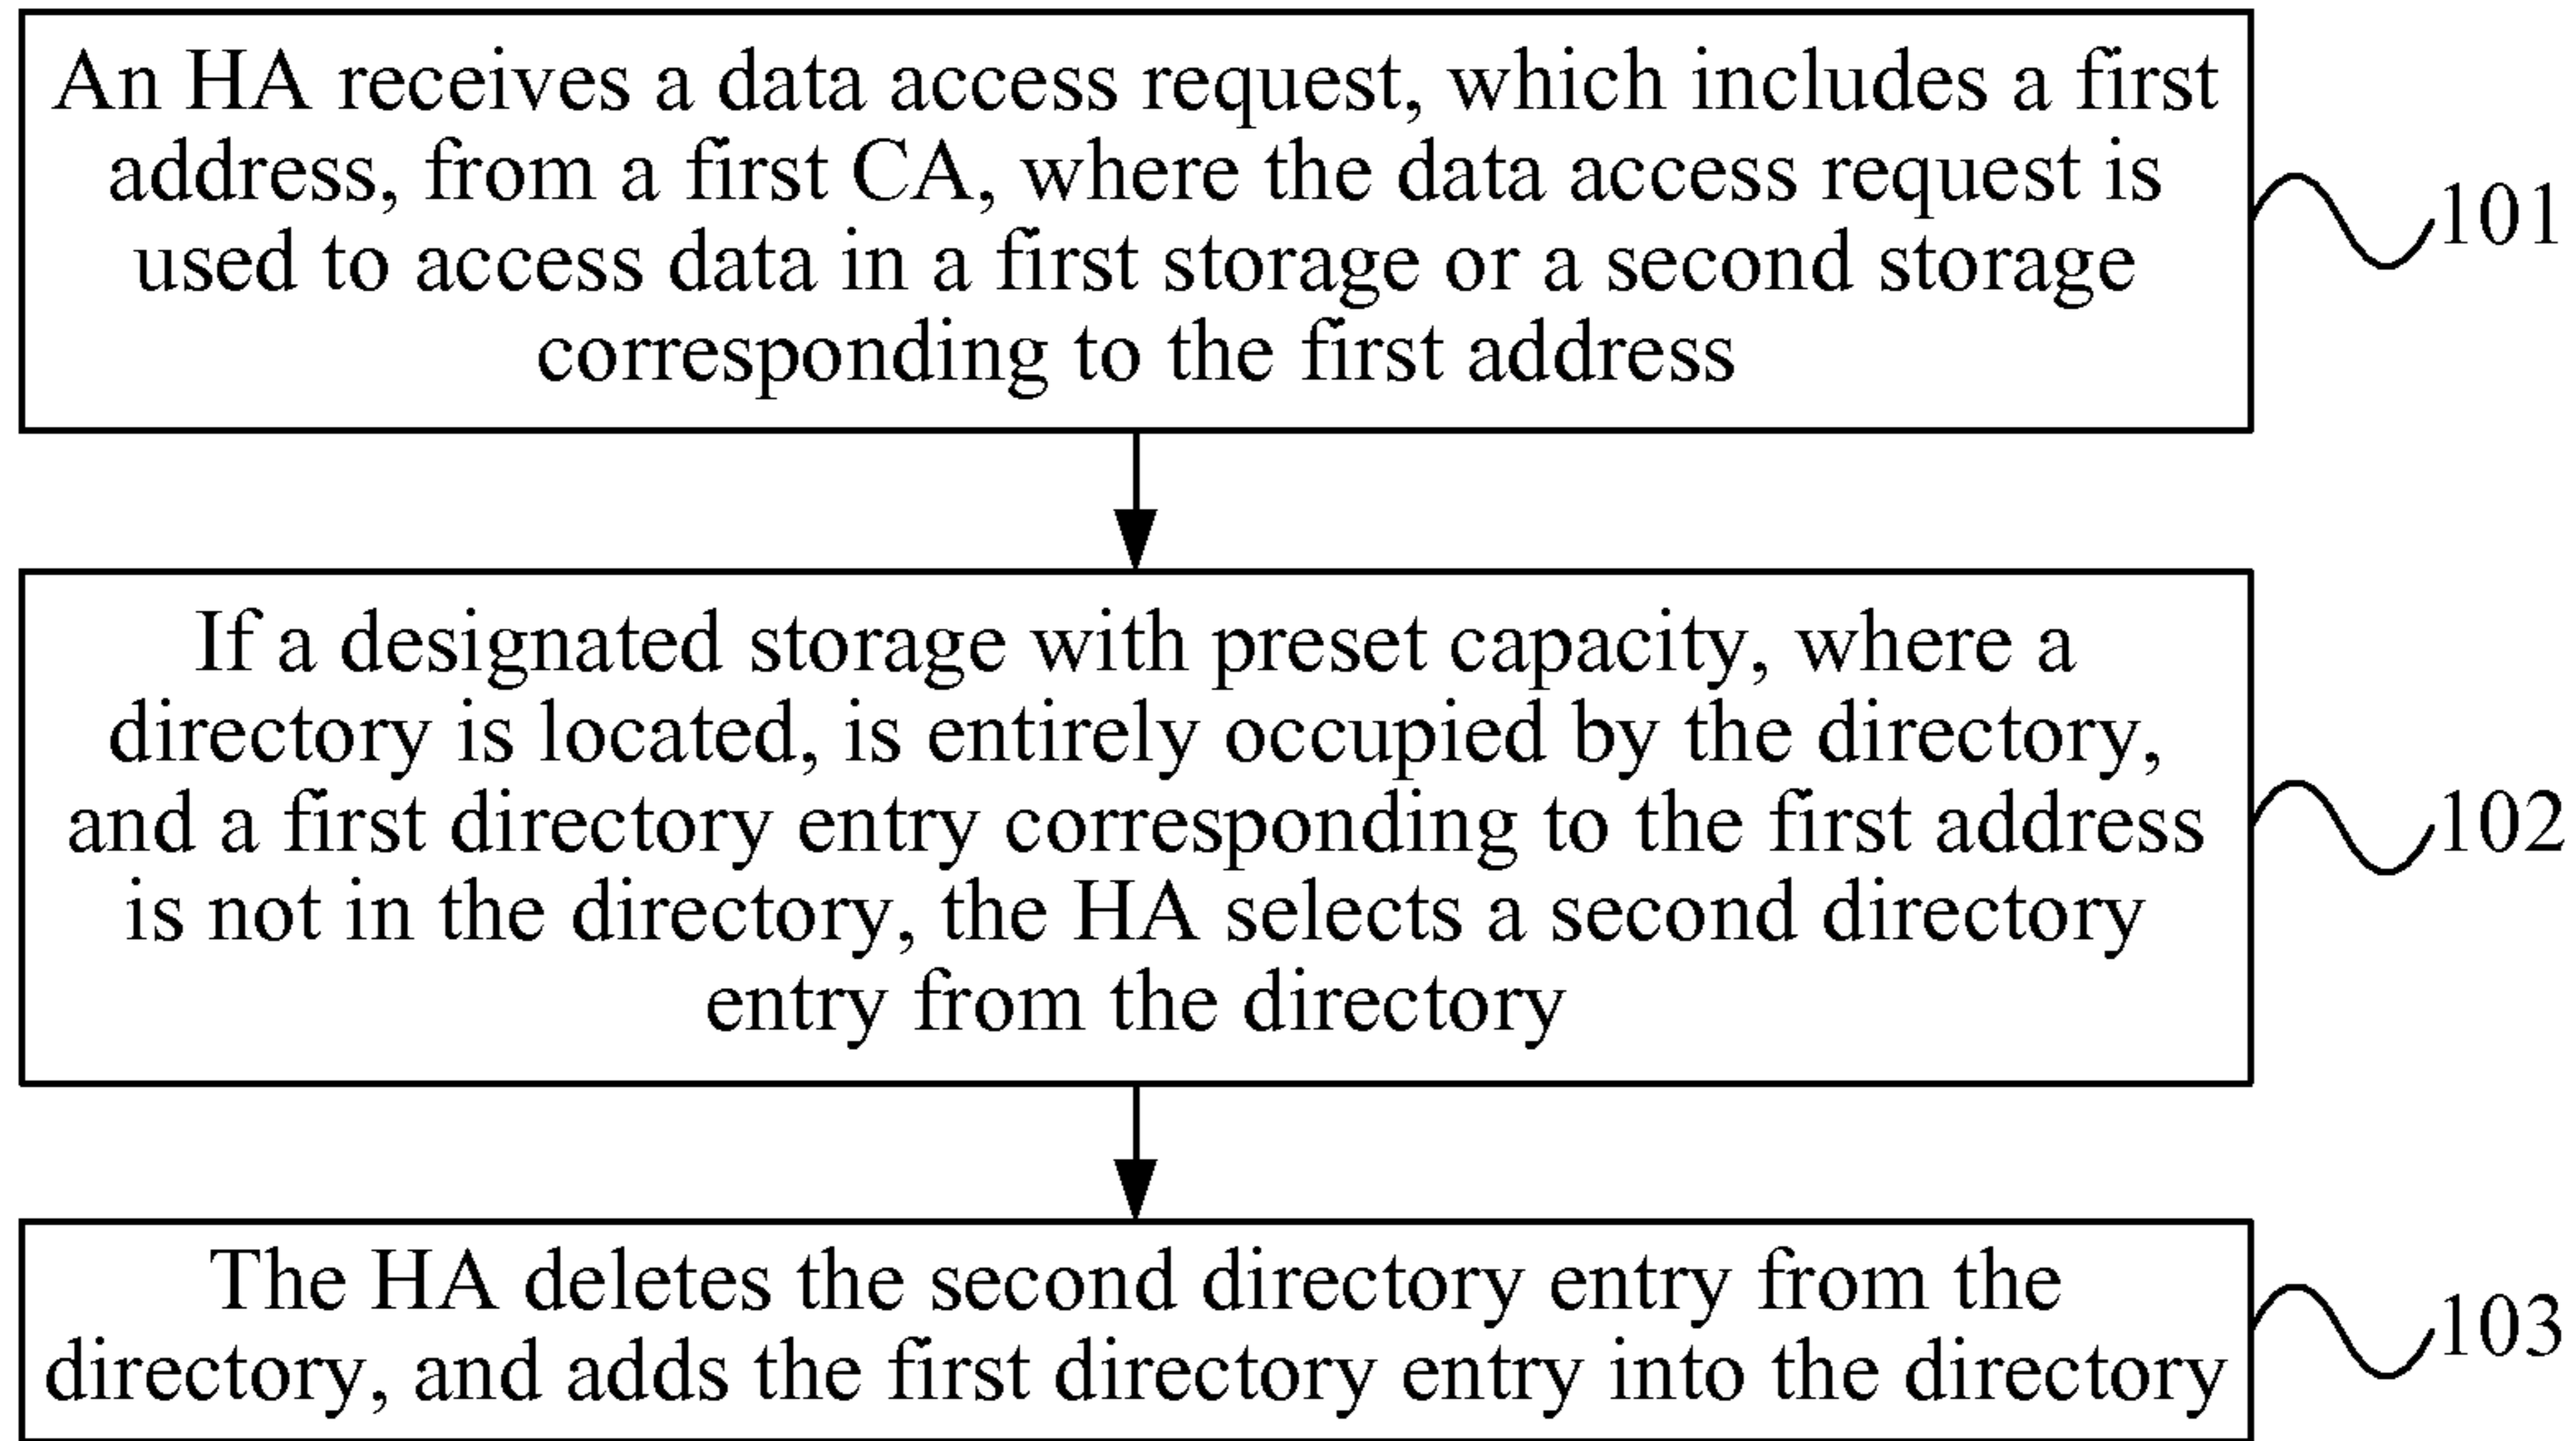 An HA receives a data access request, which includes a first
address, from a first CA, where the data access request is
used to access data in a first storage or a second storage
corresponding to the first address
101
If a designated storage with preset capacity, where a
directory is located, is entirely occupied by the directory,
and a first directory entry corresponding to the first address
is not in the directory, the HA selects a second directory
entry from the directory
102
The HA deletes the second directory entry from the
directory, and adds the first directory entry into the directory
103